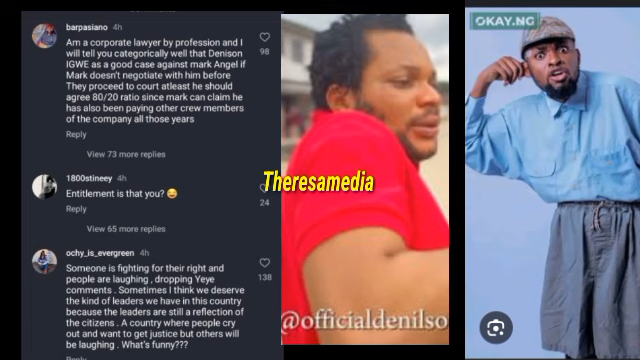 barpasiano 4h
Am a corporate lawyer by profession and I
will tell you categorically well that Denison
IGWE as a good case against mark Angel if
Mark doesn't negotiate with him before
They proceed to court atleast he should
agree 80/20 ratio since mark can claim he
has also been paying other crew members
of the company all those years
98
Reply
View 73 more replies
1800stineey 4h
Entitlement is that you? 😂
24
Reply
View 65 more replies
ochy_is_evergreen 4h
Someone is fighting for their right and
people are laughing , dropping Yeye
comments . Sometimes I think we deserve
the kind of leaders we have in this country
because the leaders are still a reflection of
the citizens . A country where people cry
out and want to get justice but others will
be laughing . What's funny???
138
Reply
Theresamedia
@officialdenilso
OKAY.NG